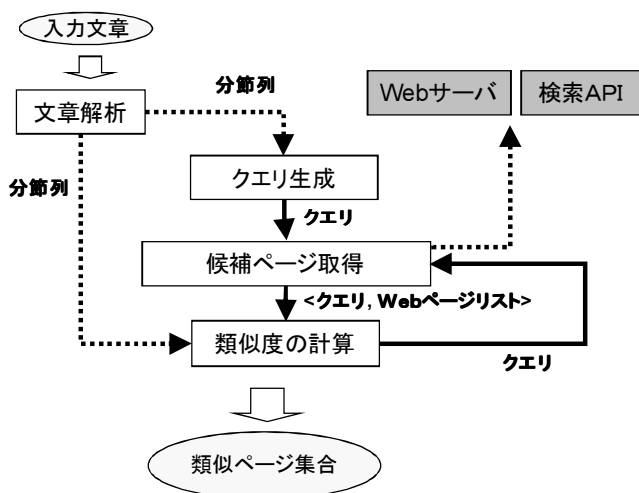 入力文章
文章解析
分節列
Webサーバ
検索API
分節列
クエリ生成
クエリ
候補ページ取得
<クエリ, Webページリスト>
類似度の計算
クエリ
類似ページ集合